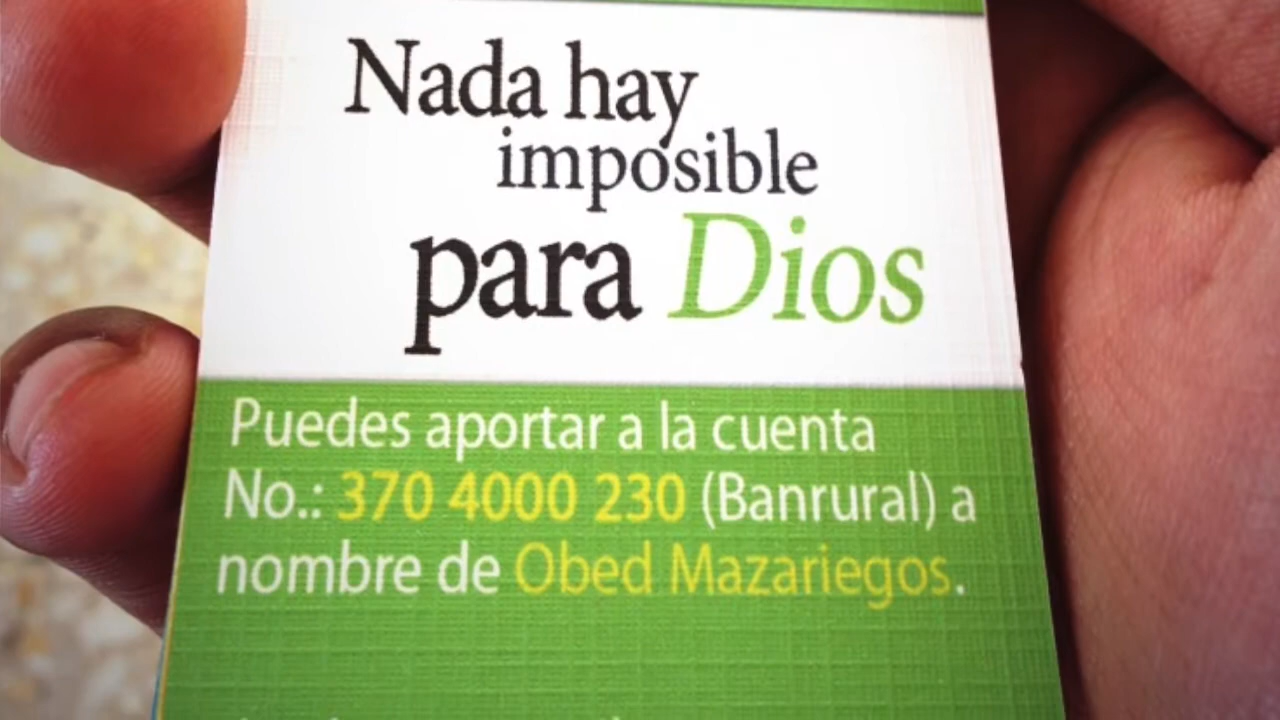 Nada hay
imposible
para Dios
Puedes aportar a la cuenta
No.: 370 4000 230 (Banrural) a
nombre de Obed Mazariegos.